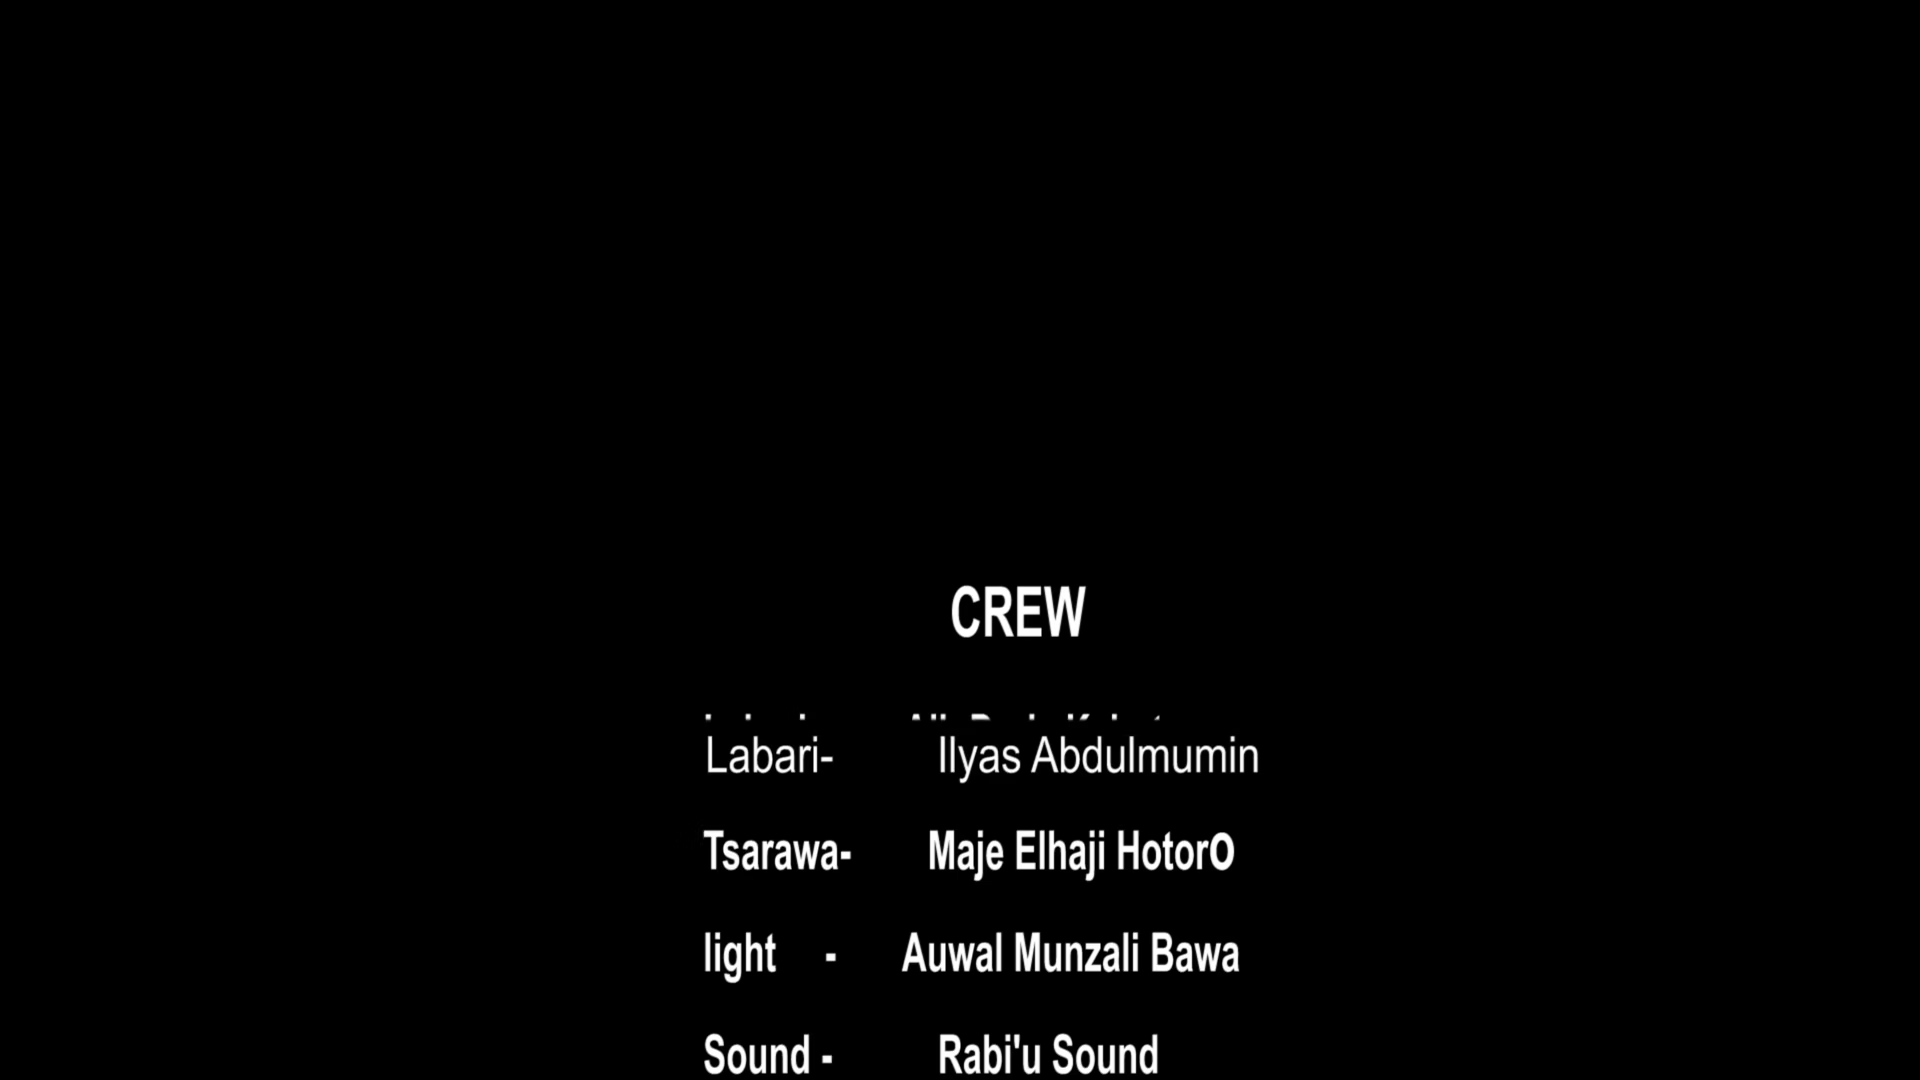 CREW
Labari- Ilyas Abdulmumin
Tsarawa- Maje Elhaji HotorO
light - Auwal Munzali Bawa
Sound - Rabi'u Sound